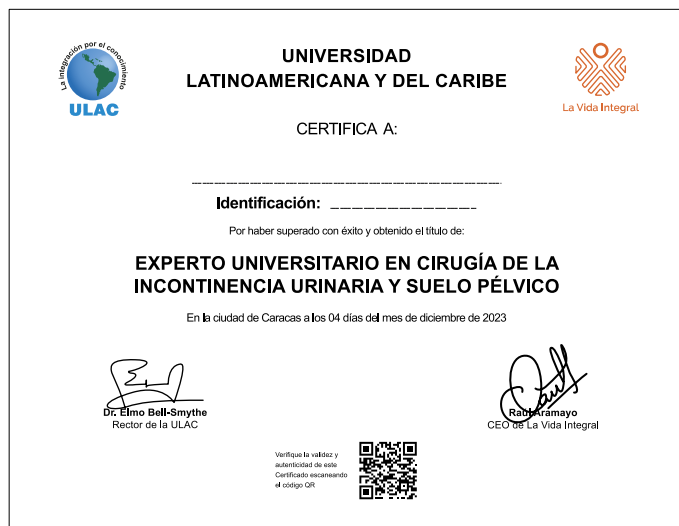 La integración por el conocimiento
ULAC
UNIVERSIDAD
LATINOAMERICANA Y DEL CARIBE
La Vida Integral
CERTIFICA A:
Identificación:
Por haber superado con éxito y obtenido el título de:
EXPERTO UNIVERSITARIO EN CIRUGÍA DE LA
INCONTINENCIA URINARIA Y SUELO PÉLVICO
En la ciudad de Caracas a los 04 días del mes de diciembre de 2023
Dr. Elmo Bell-Smythe
Rector de la ULAC
Raúl Aramayo
CEO de La Vida Integral
Verifique la validez y
autenticidad de este
Certificado escaneando
el código QR